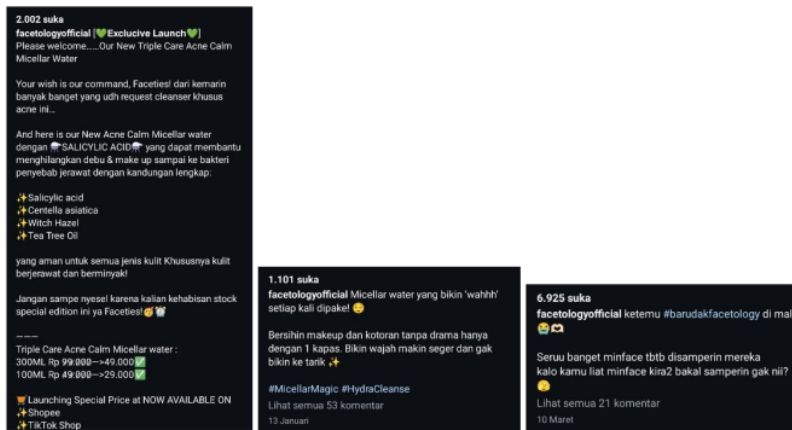 2.002 suka
facetologyofficial [💚Exclucive Launch💚]
Please welcome.....Our New Triple Care Acne Calm
Micellar Water
Your wish is our command, Faceties! dari kemarin
banyak banget yang udh request cleanser khusus
acne ini...
And here is our New Acne Calm Micellar water
dengan SALICYLIC ACID yang dapat membantu
menghilangkan debu & make up sampai ke bakteri
penyebab jerawat dengan kandungan lengkap:
✨Salicylic acid
✨Centella asiatica
✨Witch Hazel
✨Tea Tree Oil
yang aman untuk semua jenis kulit Khususnya kulit
berjerawat dan berminyak!
Jangan sampe nyesel karena kalian kehabisan stock
special edition ini ya Faceties!🥳⏰
———
Triple Care Acne Calm Micellar water :
300ML Rp 99.000—>49.000✅
100ML Rp 49.000—>29.000✅
🛒Launching Special Price at NOW AVAILABLE ON
✨Shopee
✨TikTok Shop
1.101 suka
facetologyofficial Micellar water yang bikin 'wahhh'
setiap kali dipake! 😌
Bersihin makeup dan kotoran tanpa drama hanya
dengan 1 kapas. Bikin wajah makin seger dan gak
bikin ke tarik ✨
#MicellarMagic #HydraCleanse
Lihat semua 53 komentar
13 Januari
6.925 suka
facetologyofficial ketemu #barudakfacetology di mal
😭🫶
Seruu banget minface tbtb disamperin mereka
kalo kamu liat minface kira2 bakal samperin gak nii?
🫣
Lihat semua 21 komentar
10 Maret